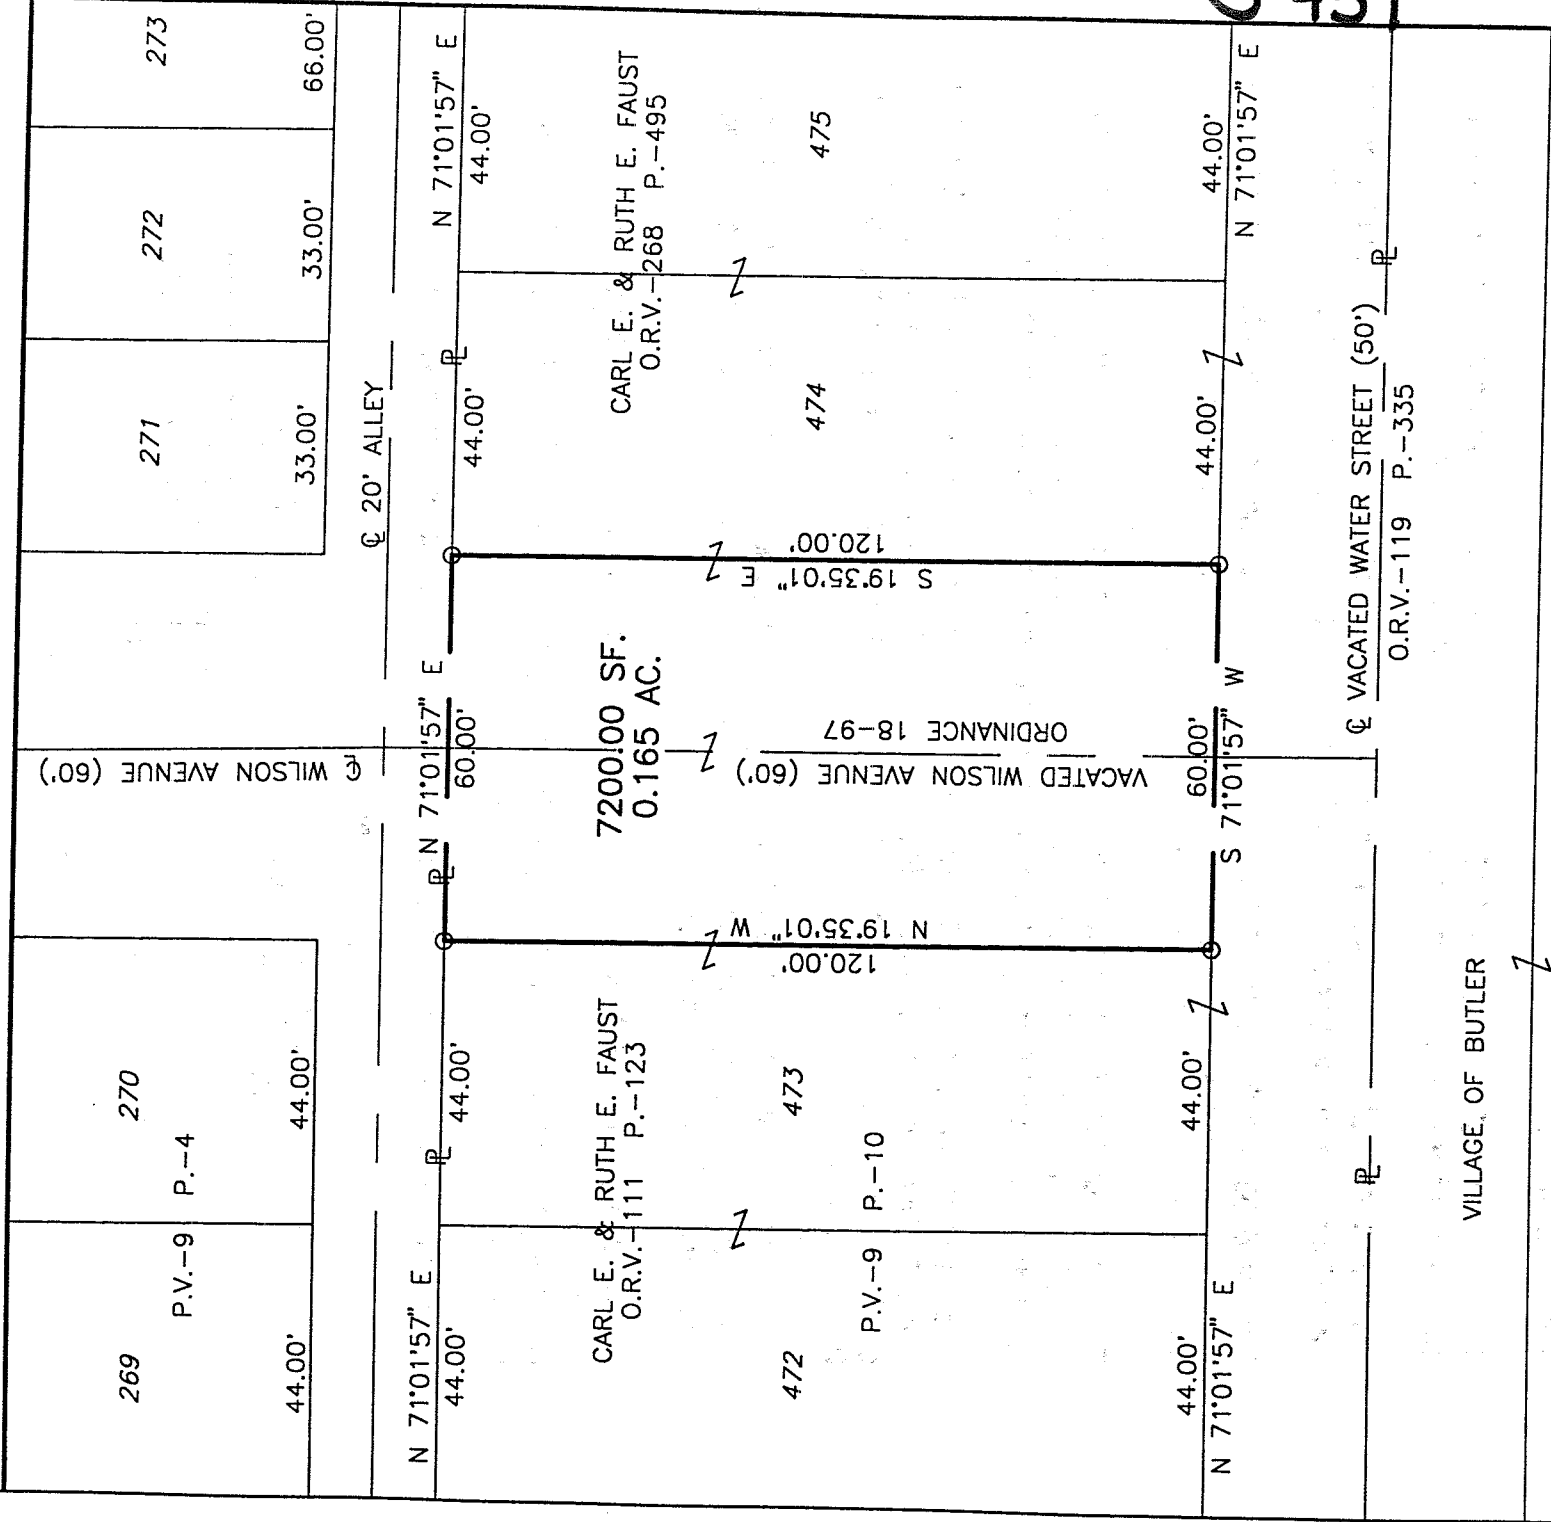 273
66.00'
272
33.00'
271
33.00'
℄ 20' ALLEY
℄ WILSON AVENUE (60')
270
44.00'
P.V.-9 P.-4
269
44.00'
N 71°01'57" E
44.00'
44.00'
N 71°01'57" E
60.00'
44.00'
N 71°01'57" E
44.00'
CARL E. & RUTH E. FAUST
O.R.V.-268 P.-495
475
474
S 19°35'01" E
120.00'
7200.00 SF.
0.165 AC.
VACATED WILSON AVENUE (60')
ORDINANCE 18-97
N 19°35'01" W
120.00'
CARL E. & RUTH E. FAUST
O.R.V.-111 P.-123
473
472
P.V.-9 P.-10
44.00'
N 71°01'57" E
44.00'
60.00'
S 71°01'57" W
44.00'
44.00'
N 71°01'57" E
℄ VACATED WATER STREET (50')
O.R.V.-119 P.-335
VILLAGE OF BUTLER
℄
℄
℄
℄
℄